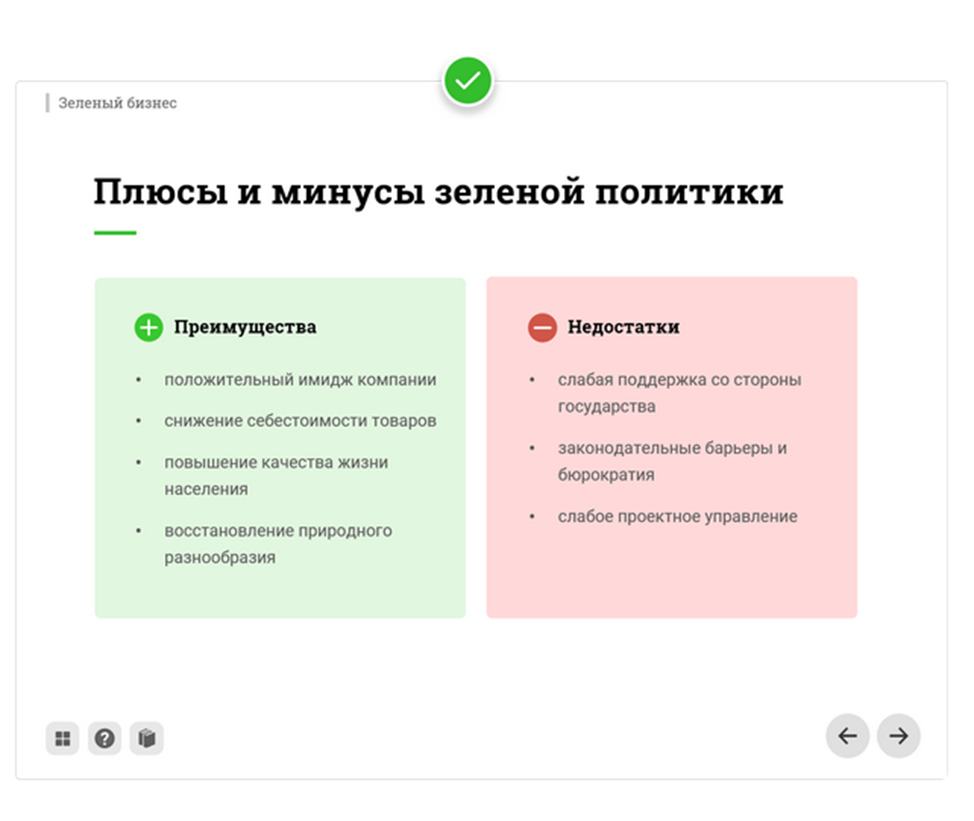 Зеленый бизнес
Плюсы и минусы зеленой политики
Преимущества
• положительный имидж компании
• снижение себестоимости товаров
• повышение качества жизни
населения
• восстановление природного
разнообразия
Недостатки
• слабая поддержка со стороны
государства
• законодательные барьеры и
бюрократия
• слабое проектное управление